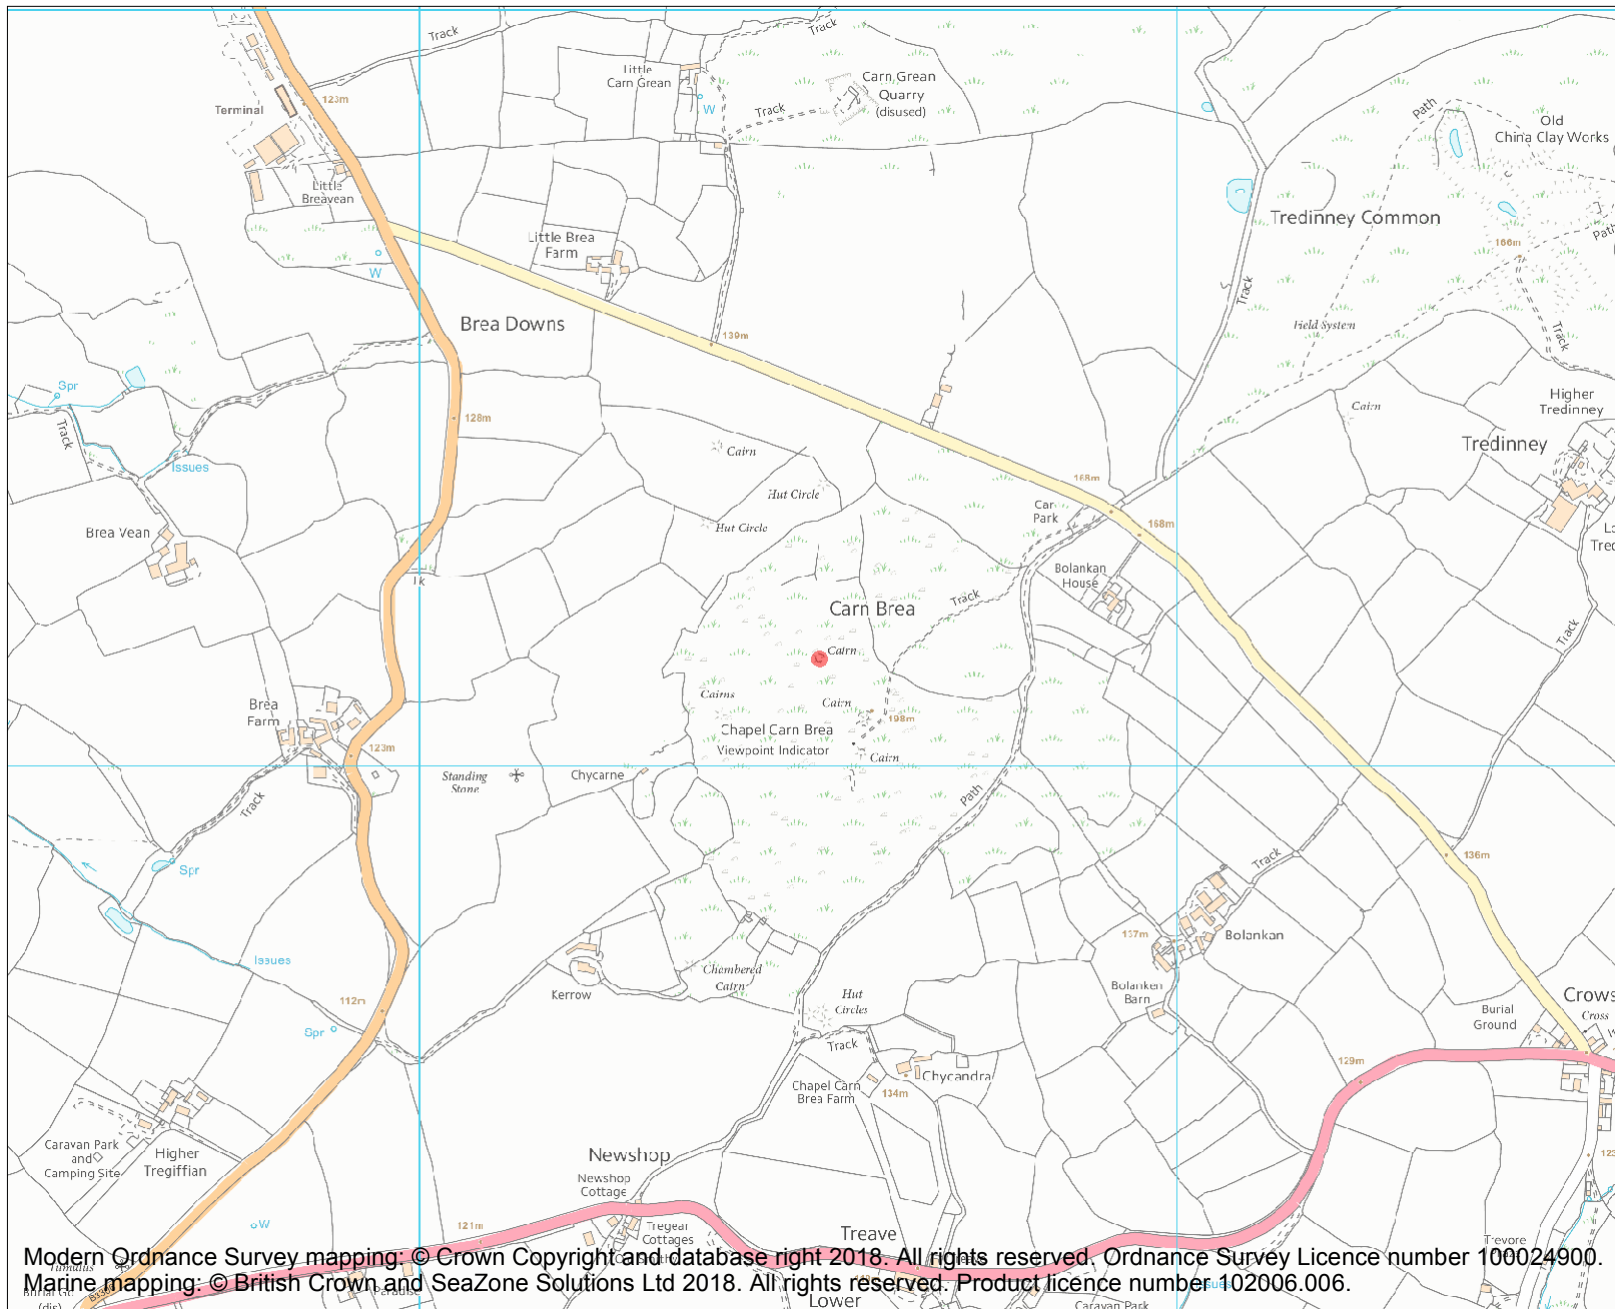 Track
Track
Terminal
123m
Little
Carn Grean
W
Track
Carn Grean
Quarry
(disused)
Path
Old
China Clay Works
Little
Breavean
Tredinney Common
Path
166m
W
Little Brea
Farm
Brea Downs
139m
Track
Field System
Track
Spr
Track
128m
Issues
Cairn
Higher
Tredinney
Tredinney
Cairn
Hut Circle
Hut Circle
168m
Car
Park
168m
Brea Vean
Bolankan
House
Track
Carn Brea
Cairn
Track
Cairns
Cairn
198m
Chapel Carn Brea
Viewpoint Indicator
Cairn
Brea
Farm
123m
Standing
Stone
Chycarne
Path
Track
Spr
136m
Track
137m
Bolankan
Issues
Kerrow
Chambered
Cairn
Hut
Circles
Bolanken
Barn
Burial
Ground
Crows
Cross
112m
Spr
Track
Chycandra
Chapel Carn
Brea Farm
134m
129m
Caravan Park
and
Camping Site
Higher
Tregiffian
Newshop
Newshop
Cottage
W
121m
Tregear
Cottages
Treave
Trevore
Modern Ordnance Survey mapping: © Crown Copyright and database right 2018. All rights reserved. Ordnance Survey Licence number 100024900.
Marine mapping: © British Crown and SeaZone Solutions Ltd 2018. All rights reserved. Product licence number 102006.006.
Tumulus
(dis)
Paradise
Lower
Issues
Caravan Park